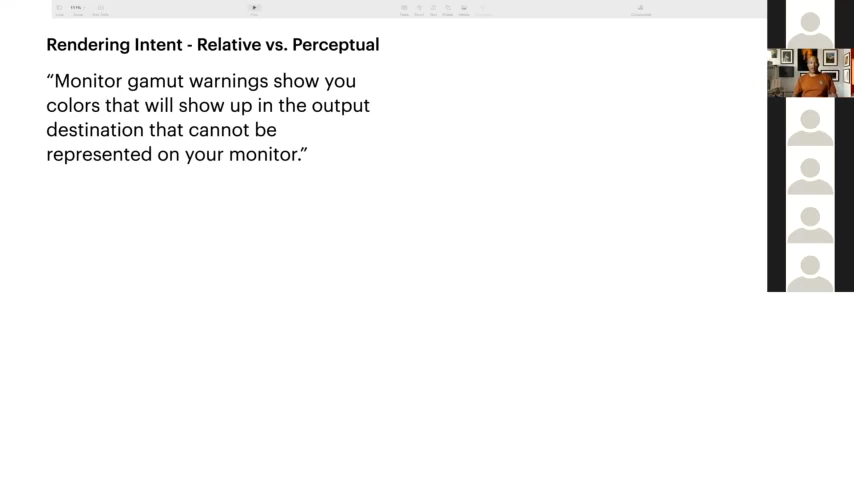 Rendering Intent - Relative vs. Perceptual
“Monitor gamut warnings show you
colors that will show up in the output
destination that cannot be
represented on your monitor.”